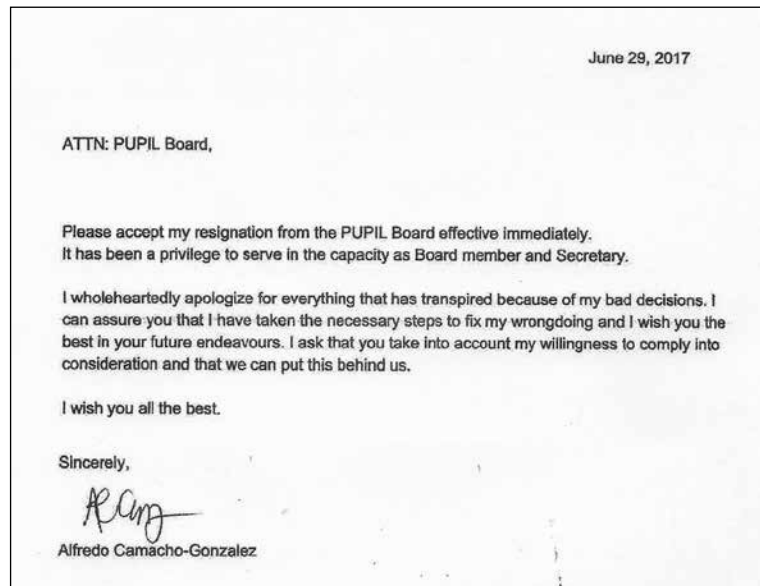 June 29, 2017
ATTN: PUPIL Board,
Please accept my resignation from the PUPIL Board effective immediately.
It has been a privilege to serve in the capacity as Board member and Secretary.
I wholeheartedly apologize for everything that has transpired because of my bad decisions. I
can assure you that I have taken the necessary steps to fix my wrongdoing and I wish you the
best in your future endeavours. I ask that you take into account my willingness to comply into
consideration and that we can put this behind us.
I wish you all the best.
Sincerely,
Alfredo Camacho-Gonzalez